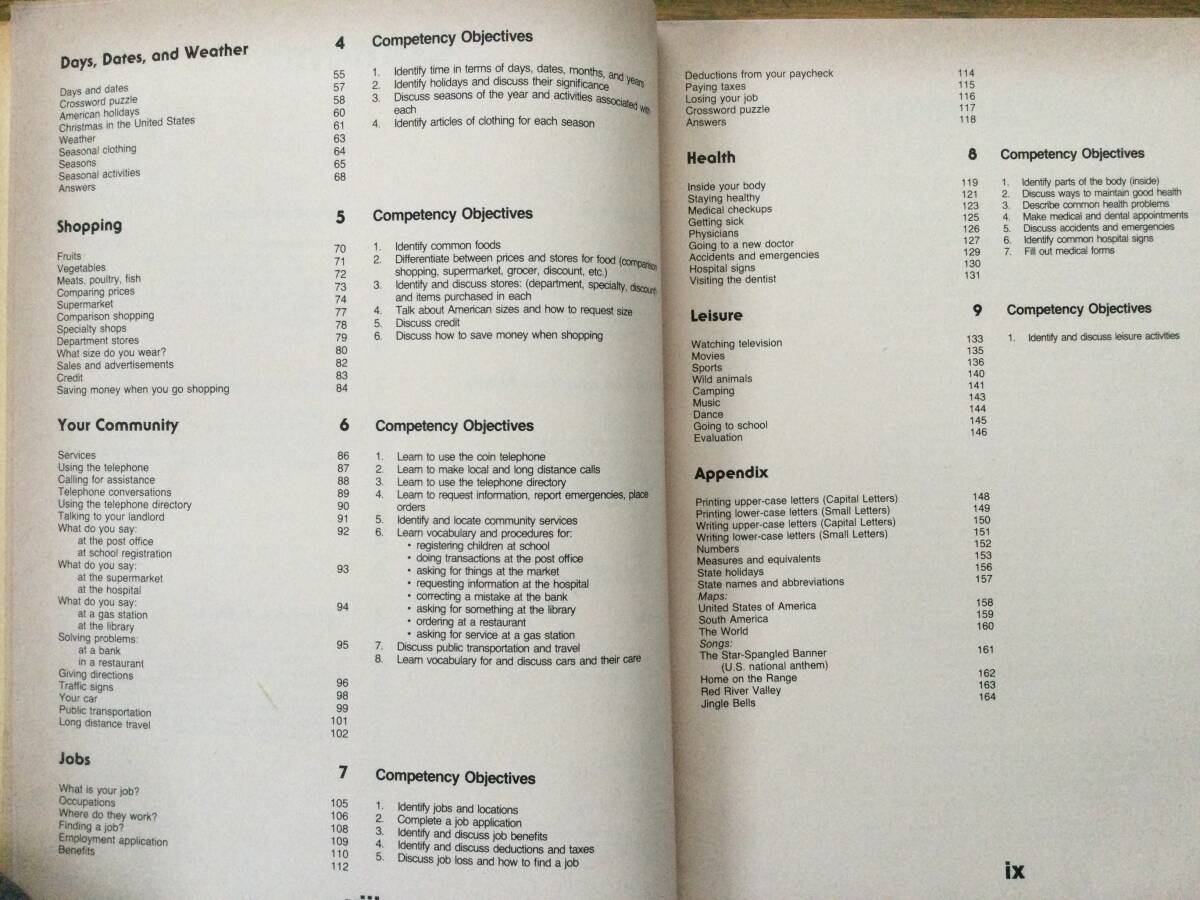 Days, Dates, and Weather 4 Competency Objectives
Days and dates 55
Crossword puzzle 57
American holidays 58
Christmas in the United States 60
Weather 61
Seasonal clothing 63
Seasons 64
Seasonal activities 65
Answers 68
1. Identify time in terms of days, dates, months, and years
2. Identify holidays and discuss their significance
3. Discuss seasons of the year and activities associated with
each
4. Identify articles of clothing for each season
Shopping 5 Competency Objectives
Fruits 70
Vegetables 71
Meats, poultry, fish 72
Comparing prices 73
Supermarket 74
Comparison shopping 77
Specialty shops 78
Department stores 79
What size do you wear? 80
Sales and advertisements 82
Credit 83
Saving money when you go shopping 84
1. Identify common foods
2. Differentiate between prices and stores for food (comparison
shopping, supermarket, grocer, discount, etc.)
3. Identify and discuss stores: (department, specialty, discount
and items purchased in each
4. Talk about American sizes and how to request size
5. Discuss credit
6. Discuss how to save money when shopping
Your Community 6 Competency Objectives
Services 86
Using the telephone 87
Calling for assistance 88
Telephone conversations 89
Using the telephone directory 90
Talking to your landlord 91
What do you say: 92
at the post office
at school registration
What do you say: 93
at the supermarket
at the hospital
What do you say: 94
at a gas station
at the library
Solving problems: 95
at a bank
in a restaurant
Giving directions 96
Traffic signs 98
Your car 99
Public transportation 101
Long distance travel 102
1. Learn to use the coin telephone
2. Learn to make local and long distance calls
3. Learn to use the telephone directory
4. Learn to request information, report emergencies, place
orders
5. Identify and locate community services
6. Learn vocabulary and procedures for:
• registering children at school
• doing transactions at the post office
• asking for things at the market
• requesting information at the hospital
• correcting a mistake at the bank
• asking for something at the library
• ordering at a restaurant
• asking for service at a gas station
7. Discuss public transportation and travel
8. Learn vocabulary for and discuss cars and their care
Jobs 7 Competency Objectives
What is your job? 105
Occupations 106
Where do they work? 108
Finding a job? 109
Employment application 110
Benefits 112
1. Identify jobs and locations
2. Complete a job application
3. Identify and discuss job benefits
4. Identify and discuss deductions and taxes
5. Discuss job loss and how to find a job
Deductions from your paycheck 114
Paying taxes 115
Losing your job 116
Crossword puzzle 117
Answers 118
Health 8 Competency Objectives
Inside your body 119
Staying healthy 121
Medical checkups 123
Getting sick 125
Physicians 126
Going to a new doctor 127
Accidents and emergencies 129
Hospital signs 130
Visiting the dentist 131
1. Identify parts of the body (inside)
2. Discuss ways to maintain good health
3. Describe common health problems
4. Make medical and dental appointments
5. Discuss accidents and emergencies
6. Identify common hospital signs
7. Fill out medical forms
Leisure 9 Competency Objectives
Watching television 133
Movies 135
Sports 136
Wild animals 140
Camping 141
Music 143
Dance 144
Going to school 145
Evaluation 146
1. Identify and discuss leisure activities
Appendix
Printing upper-case letters (Capital Letters) 148
Printing lower-case letters (Small Letters) 149
Writing upper-case letters (Capital Letters) 150
Writing lower-case letters (Small Letters) 151
Numbers 152
Measures and equivalents 153
State holidays 156
State names and abbreviations 157
Maps:
United States of America 158
South America 159
The World 160
Songs:
The Star-Spangled Banner 161
(U.S. national anthem)
Home on the Range 162
Red River Valley 163
Jingle Bells 164
ix